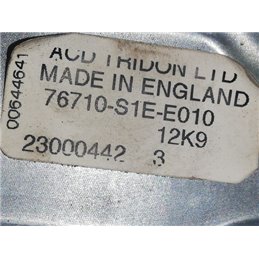 ACD TRIDON LTD
MADE IN ENGLAND
76710-S1E-E010
12K9
23000442 3
00644641